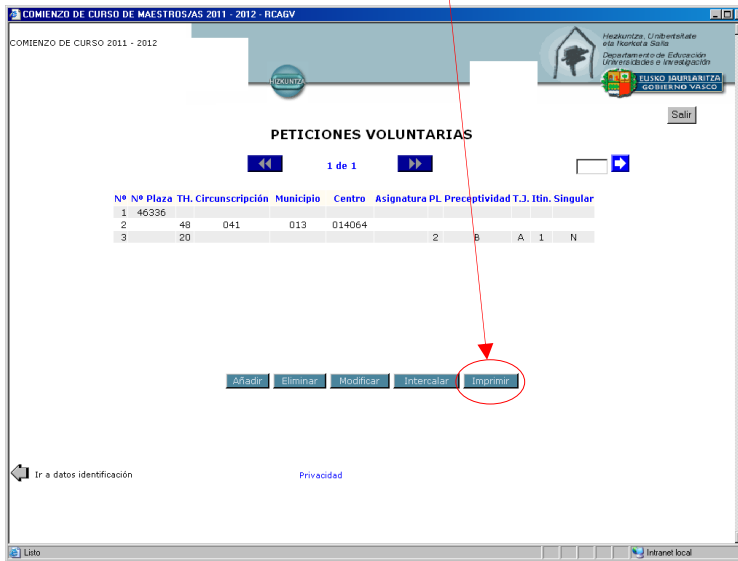 COMIENZO DE CURSO DE MAESTROS/AS 2011 - 2012 - RCAGV
COMIENZO DE CURSO 2011 - 2012
Hezkuntza, Unibertsitate
eta Ikerketa Saila
Departamento de Educación
Universidades e Investigación
HIZKUNTZA
EUSKO JAURLARITZA
GOBIERNO VASCO
Salir
PETICIONES VOLUNTARIAS
1 de 1
Nº Nº Plaza TH. Circunscripción Municipio Centro Asignatura PL Preceptividad T.J. Itin. Singular
1 46336
2 48 041 013 014064
3 20 2 B A 1 N
Añadir Eliminar Modificar Intercalar Imprimir
Ir a datos identificación Privacidad
Listo Intranet local